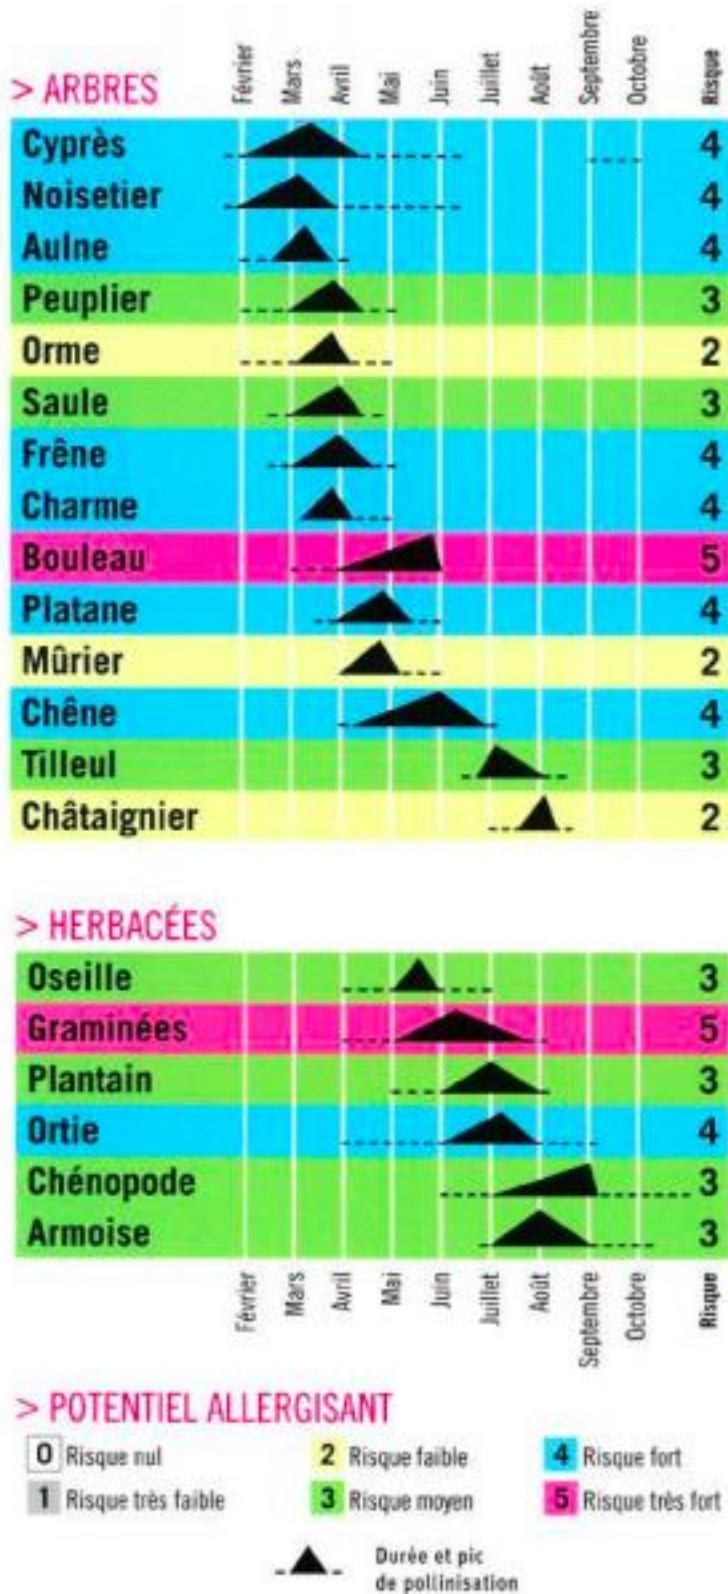 > ARBRES Février Mars Avril Mai Juin Juillet Août Septembre Octobre Risque
Cyprès 4
Noisetier 4
Aulne 4
Peuplier 3
Orme 2
Saule 3
Frêne 4
Charme 4
Bouleau 5
Platane 4
Mûrier 2
Chêne 4
Tilleul 3
Châtaignier 2
> HERBACÉES
Oseille 3
Graminées 5
Plantain 3
Ortie 4
Chénopode 3
Armoise 3
Février Mars Avril Mai Juin Juillet Août Septembre Octobre Risque
> POTENTIEL ALLERGISANT
0 Risque nul 2 Risque faible 4 Risque fort
1 Risque très faible 3 Risque moyen 5 Risque très fort
Durée et pic
de pollinisation